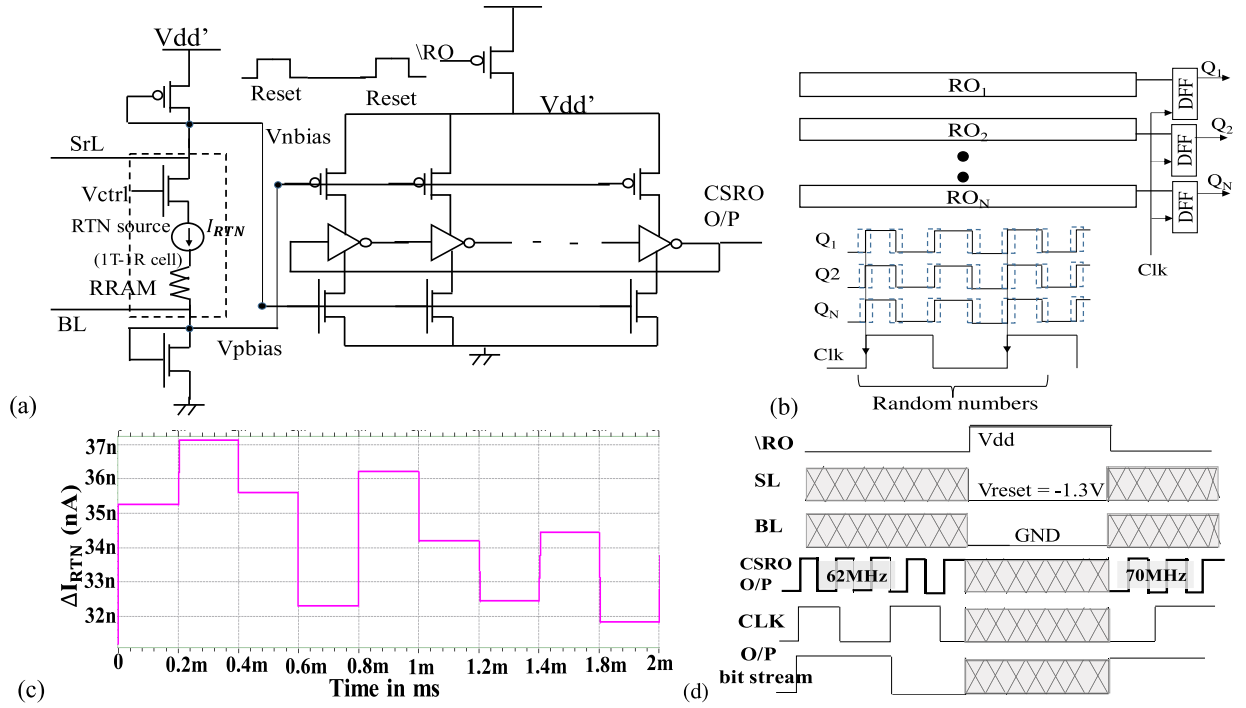 Vdd'
\RO
Reset
Reset
Vdd'
Vnbias
SrL
Vctrl
RTN source
I_RTN
(1T-1R cell)
RRAM
BL
Vpbias
CSRO
O/P
(a)
RO1
RO2
RON
DFF
DFF
DFF
Q1
Q2
QN
Clk
Q1
Q2
QN
Clk
Random numbers
(b)
37n
36n
35n
34n
33n
32n
ΔI_RTN (nA)
0
0.2m
0.4m
0.6m
0.8m
1m
1.2m
1.4m
1.6m
1.8m
2m
Time in ms
(c)
\RO
Vdd
SL
Vreset = -1.3V
BL
GND
CSRO
O/P
62MHz
70MHz
CLK
O/P
bit stream
(d)